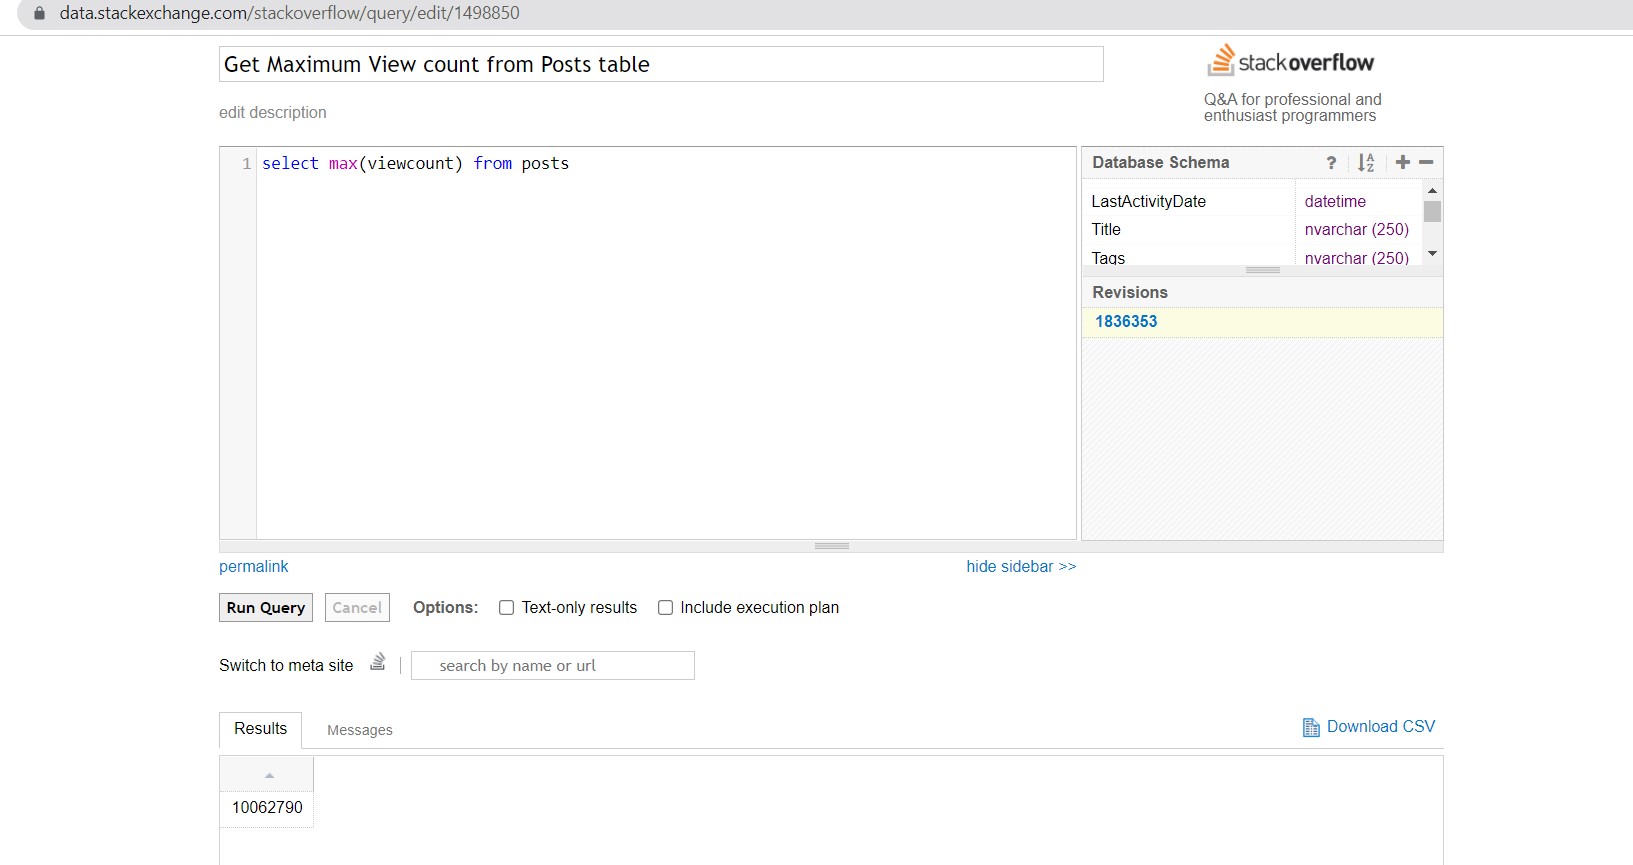 data.stackexchange.com/stackoverflow/query/edit/1498850
Get Maximum View count from Posts table
stackoverflow
Q&A for professional and
enthusiast programmers
edit description
1 select max(viewcount) from posts
Database Schema ? AZ
LastActivityDate datetime
Title nvarchar (250)
Tags nvarchar (250)
Revisions
1836353
permalink hide sidebar >>
Run Query Cancel Options: Text-only results Include execution plan
Switch to meta site | search by name or url
Results Messages Download CSV
10062790